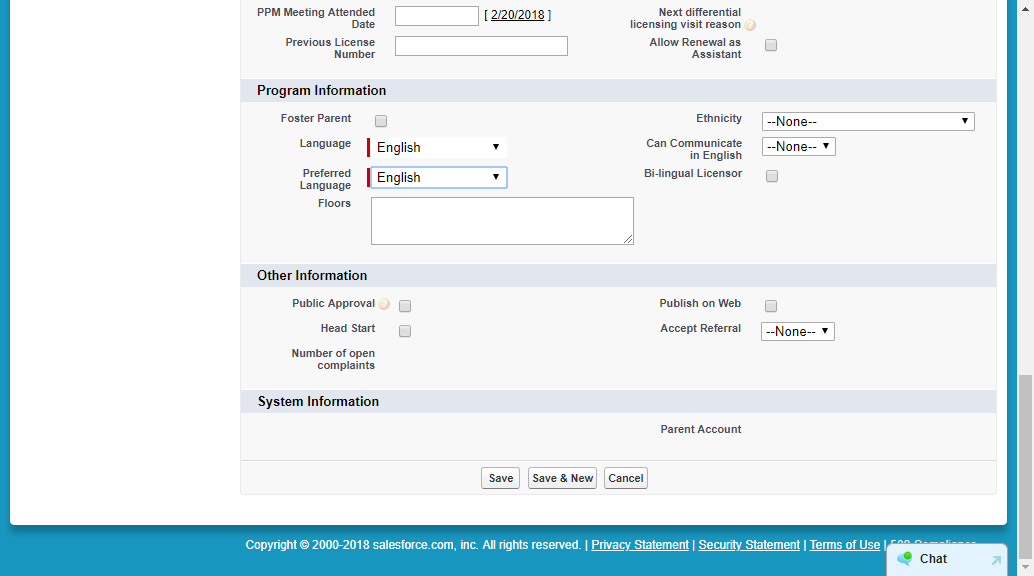 PPM Meeting Attended Date [ 2/20/2018 ]
Next differential licensing visit reason ?
Previous License Number
Allow Renewal as Assistant
Program Information
Foster Parent
Ethnicity --None--
Language English
Can Communicate in English --None--
Preferred Language English
Bi-lingual Licensor
Floors
Other Information
Public Approval ?
Publish on Web
Head Start
Accept Referral --None--
Number of open complaints
System Information
Parent Account
Save Save & New Cancel
Copyright © 2000-2018 salesforce.com, inc. All rights reserved. | Privacy Statement | Security Statement | Terms of Use |
Chat